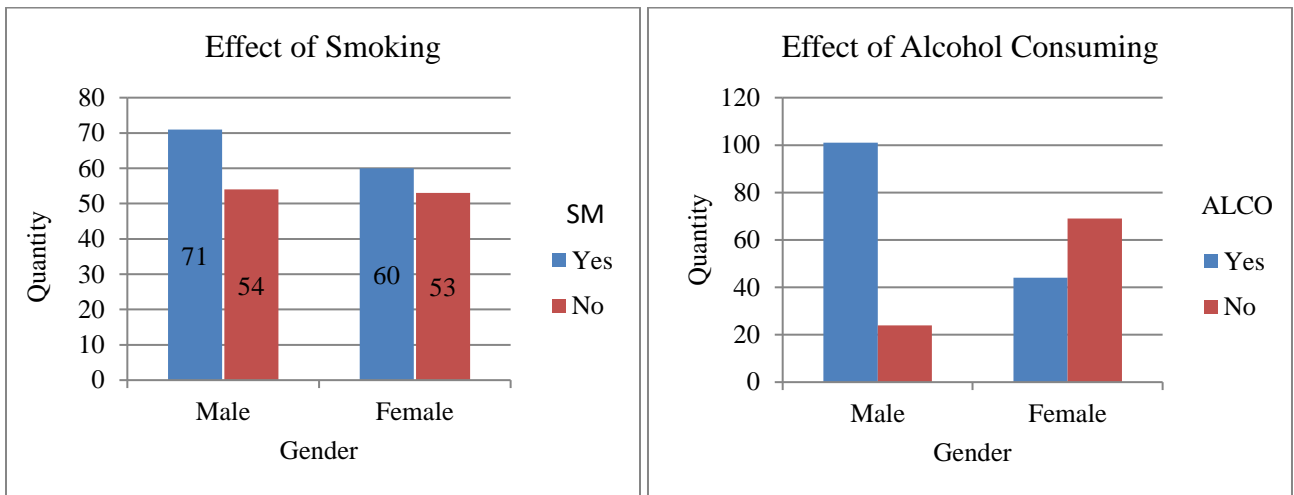 Effect of Smoking
80
70
60
50
40
30
20
10
0
Quantity
71
54
60
53
Male
Female
Gender
SM
Yes
No
Effect of Alcohol Consuming
120
100
80
60
40
20
0
Quantity
Male
Female
Gender
ALCO
Yes
No